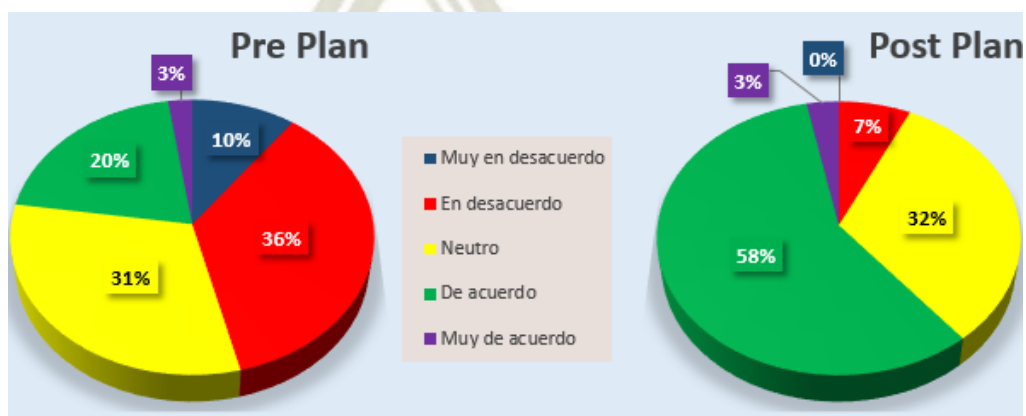 Pre Plan
3%
10%
20%
36%
31%
Muy en desacuerdo
En desacuerdo
Neutro
De acuerdo
Muy de acuerdo
Post Plan
0%
3%
7%
32%
58%